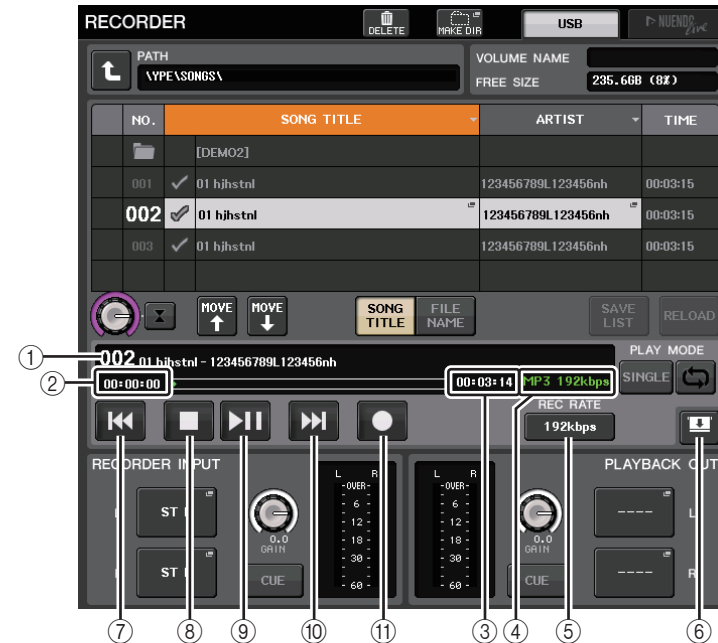 RECORDER
DELETE
MAKE DIR
USB
NUENDO Live
PATH
\YPE\SONGS\
VOLUME NAME
FREE SIZE 235.6GB (8%)
NO. SONG TITLE ARTIST TIME
[DEMO2]
001 01 hjhstnl 123456789L123456nh 00:03:15
002 01 hjhstnl 123456789L123456nh 00:03:15
003 01 hjhstnl 123456789L123456nh 00:03:15
MOVE
MOVE
SONG TITLE
FILE NAME
SAVE LIST
RELOAD
① 002 01 hjhstnl - 123456789L123456nh
PLAY MODE
② 00:00:00 00:03:14 MP3 192kbps
SINGLE
REC RATE
192kbps
RECORDER INPUT
PLAYBACK OUT
L R
L R
-OVER-
-OVER-
ST
---- L
6
6
12
12
18
18
0.0
0.0
GAIN
GAIN
30
30
ST
---- R
CUE
CUE
60
60
⑦ ⑧ ⑨ ⑩ ⑪ ③ ④ ⑤ ⑥